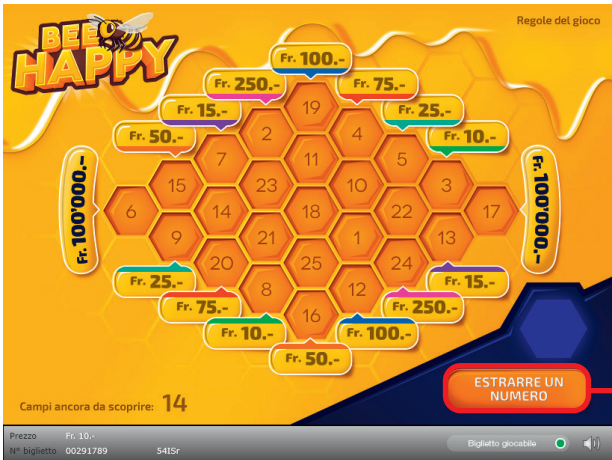 BEE
HAPPY
Regole del gioco
Fr. 100.-
Fr. 250.-
Fr. 75.-
Fr. 15.-
Fr. 25.-
Fr. 50.-
Fr. 10.-
Fr. 100'000.-
Fr. 100'000.-
19
2
4
7
11
5
15
23
10
3
6
14
18
22
17
9
21
1
13
20
25
24
8
12
16
Fr. 25.-
Fr. 15.-
Fr. 75.-
Fr. 250.-
Fr. 10.-
Fr. 100.-
Fr. 50.-
ESTRARRE UN
NUMERO
Campi ancora da scoprire: 14
Prezzo Fr. 10.-
N° biglietto 00291789 54ISr
Biglietto giocabile